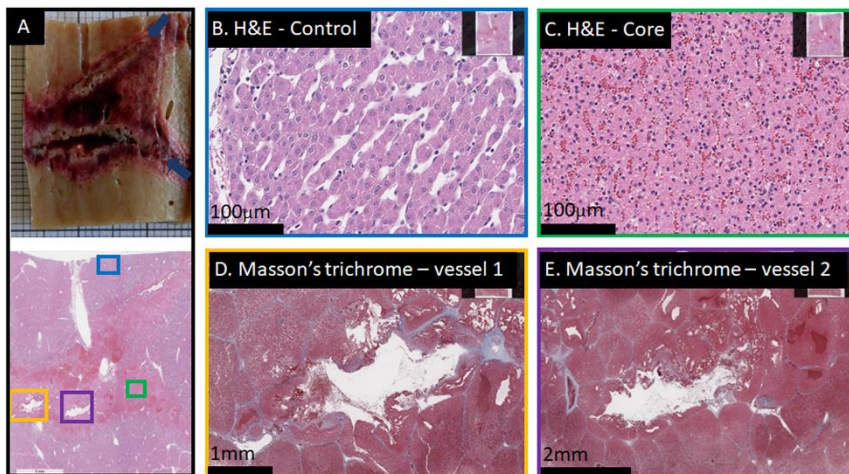 A
B. H&E - Control
C. H&E - Core
100μm
100μm
D. Masson's trichrome – vessel 1
E. Masson's trichrome – vessel 2
1mm
2mm